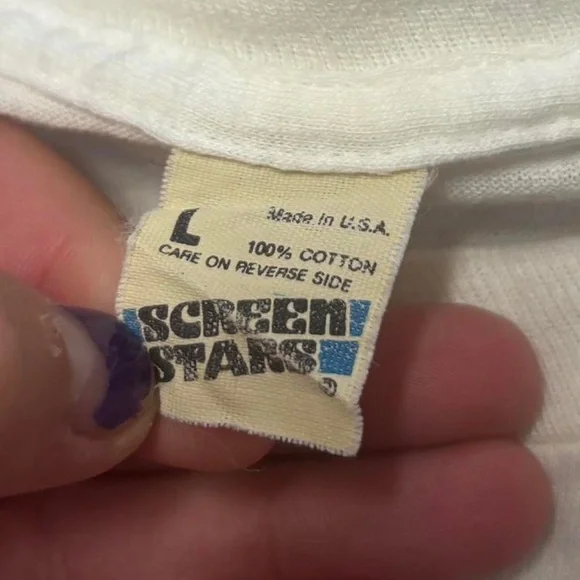 L
Made in U.S.A.
100% COTTON
CARE ON REVERSE SIDE
SCREEN
STARS
®